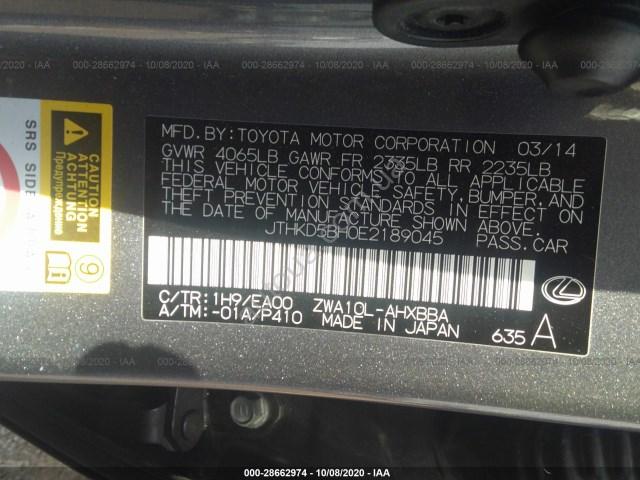 000-28662974 - 10/08/2020 - IAA
MFD.BY:TOYOTA MOTOR CORPORATION 03/14
GVWR 4065LB GAWR FR 2335LB RR 2235LB
THIS VEHICLE CONFORMS TO ALL APPLICABLE
FEDERAL MOTOR VEHICLE SAFETY,BUMPER,AND
THEFT PREVENTION STANDARDS IN EFFECT ON
THE DATE OF MANUFACTURE SHOWN ABOVE.
JTHKD5BH0E2189045 PASS.CAR
C/TR:1H9/EA00 ZWA10L-AHXBBA
A/TM:-01A/P410 MADE IN JAPAN
635 A
SRS SIDE
CAUTION
ATTENTION
ACHTUNG
Предупреждение
9
000-28662974 - 10/08/2020 - IAA